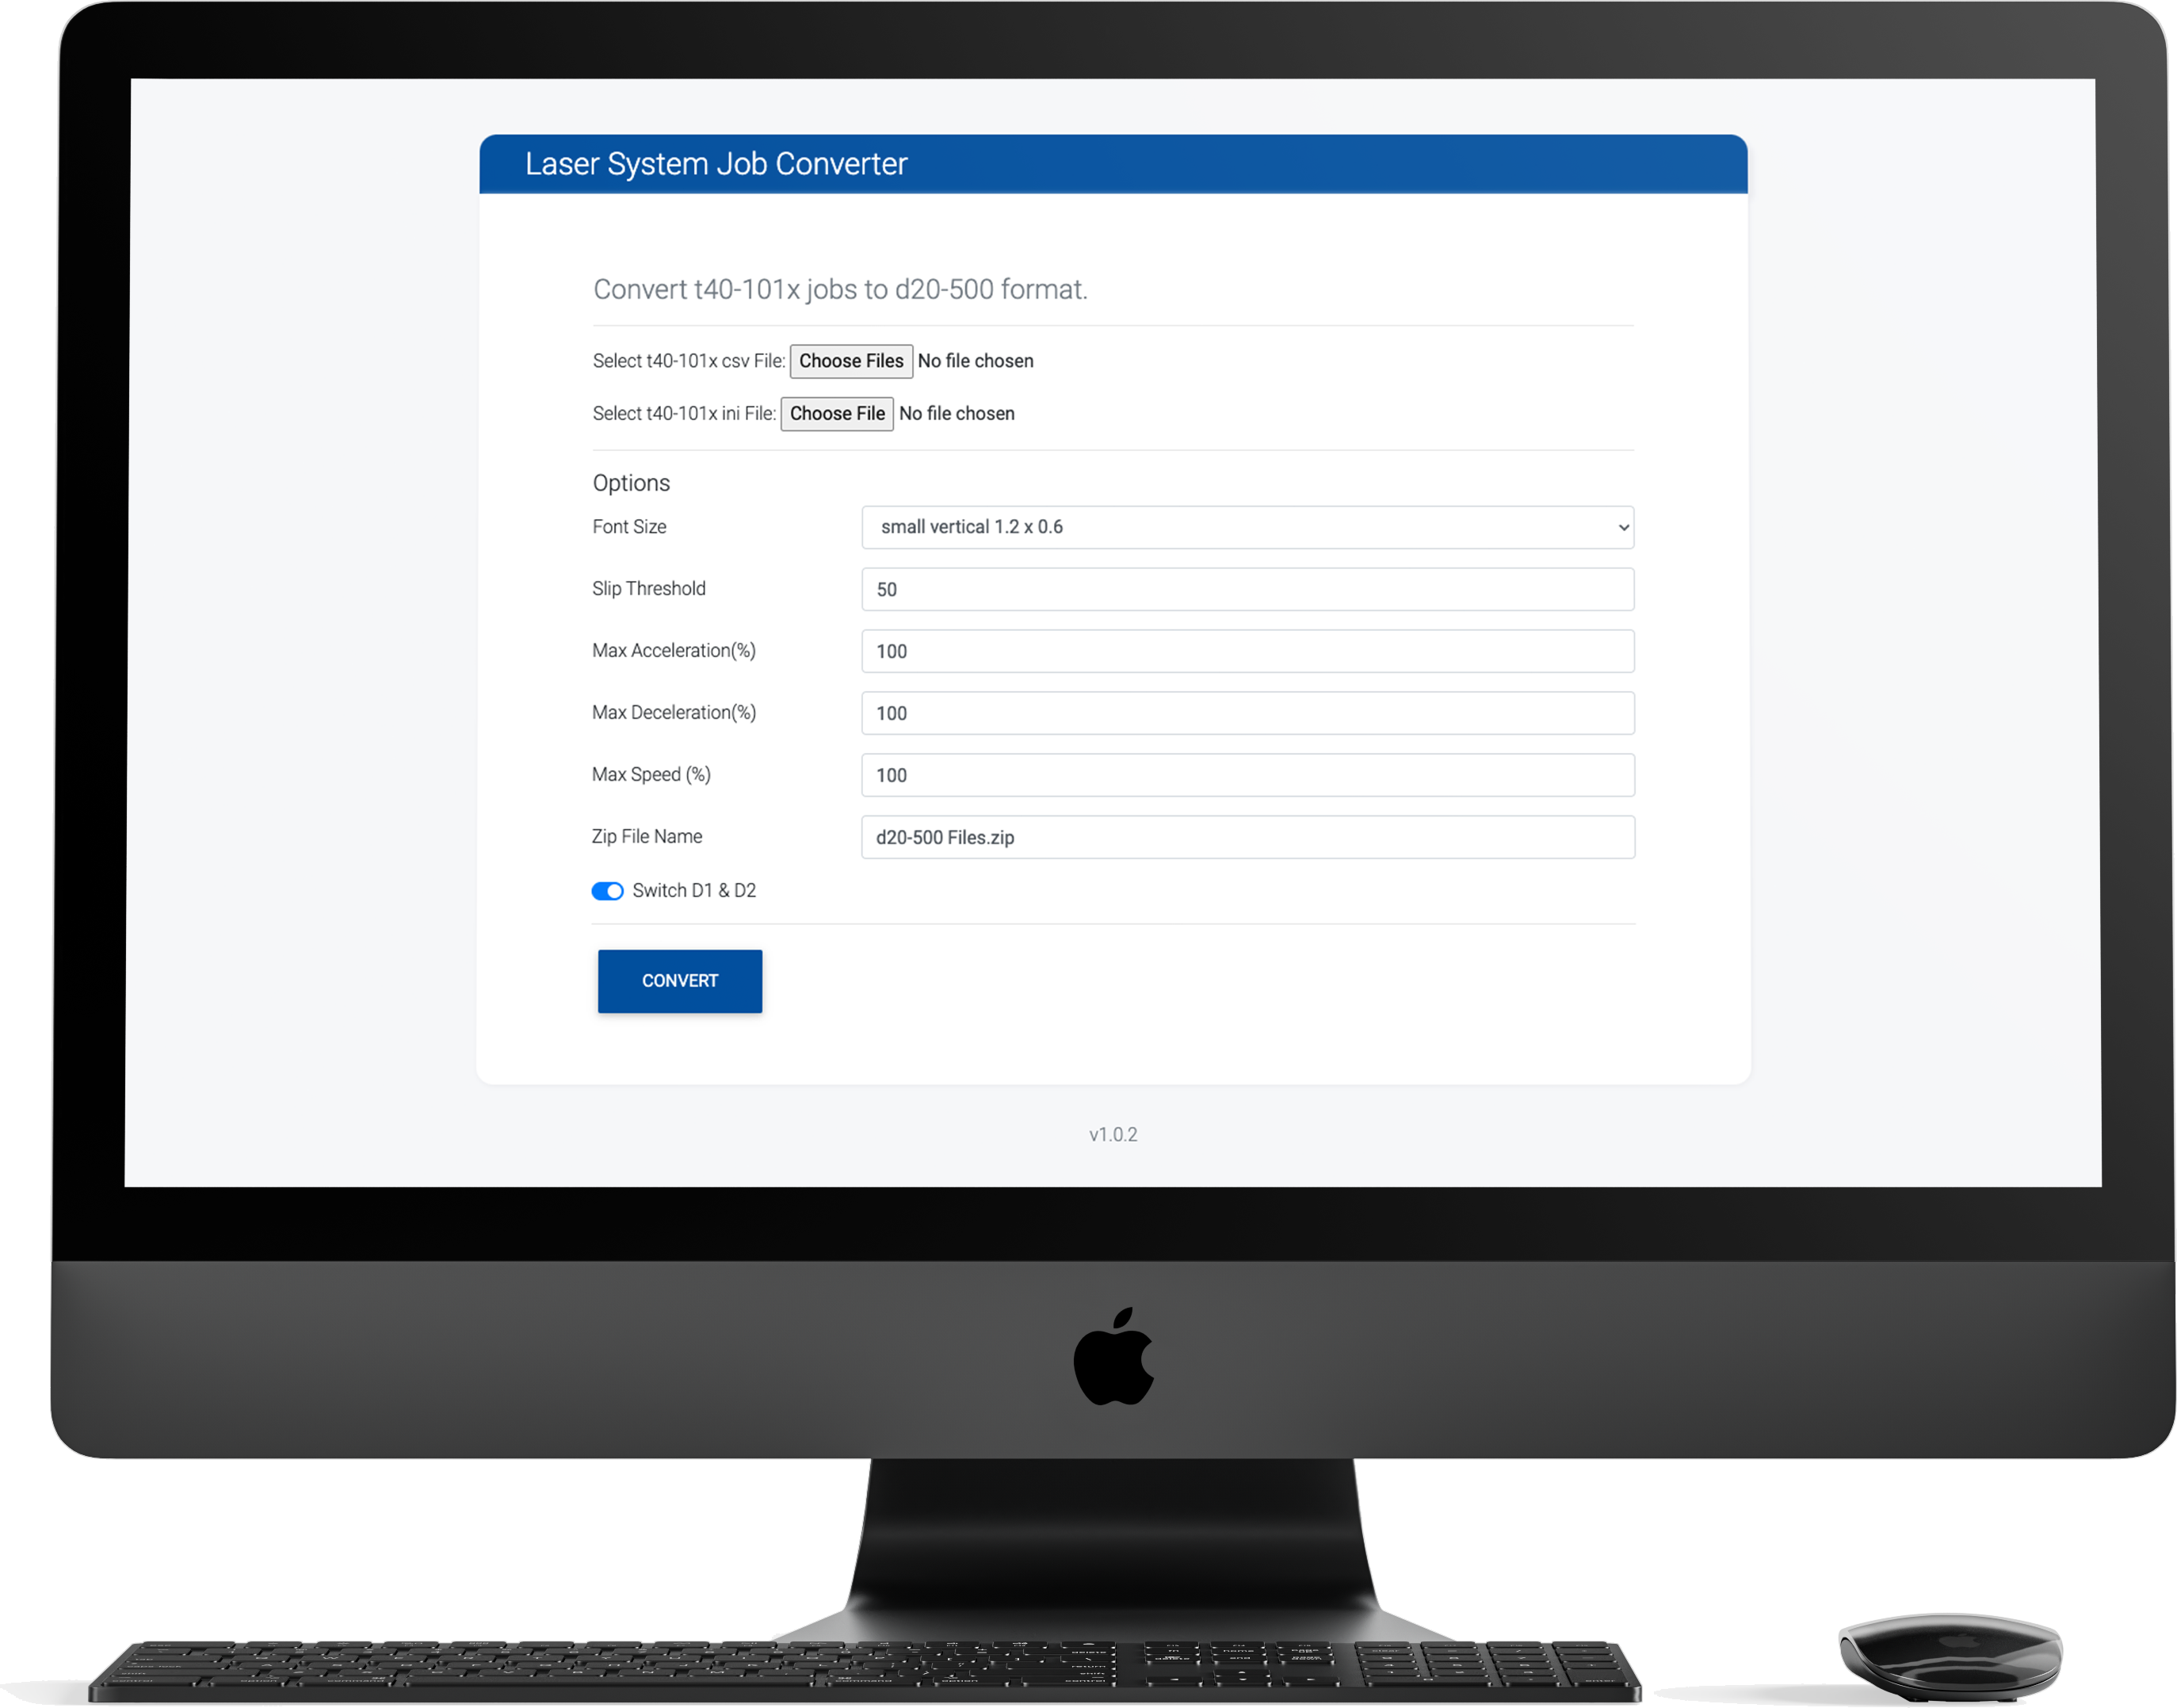 Laser System Job Converter
Convert t40-101x jobs to d20-500 format.
Select t40-101x csv File: Choose Files No file chosen
Select t40-101x ini File: Choose File No file chosen
Options
Font Size small vertical 1.2 x 0.6
Slip Threshold 50
Max Acceleration(%) 100
Max Deceleration(%) 100
Max Speed (%) 100
Zip File Name d20-500 Files.zip
Switch D1 & D2
CONVERT
v1.0.2